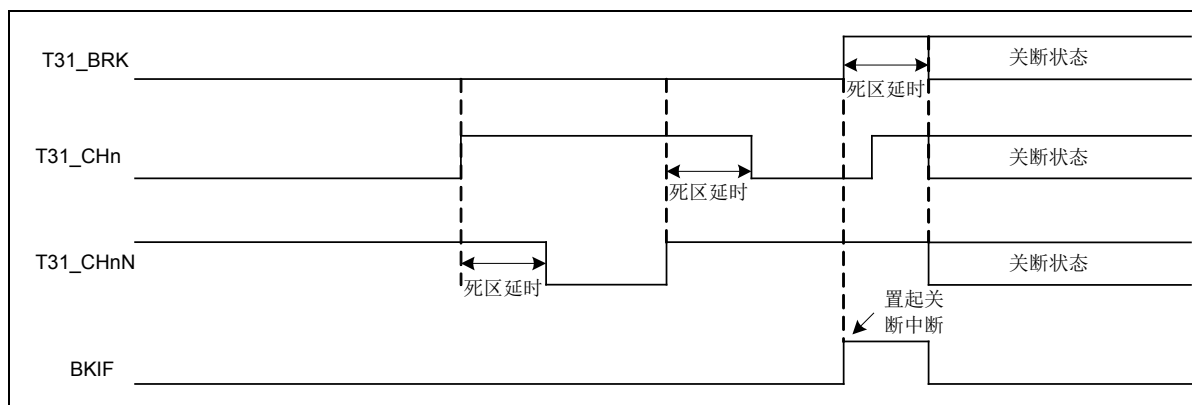 T31_BRK
关断状态
死区延时
T31_CHn
关断状态
死区延时
T31_CHnN
关断状态
死区延时
置起关
断中断
BKIF